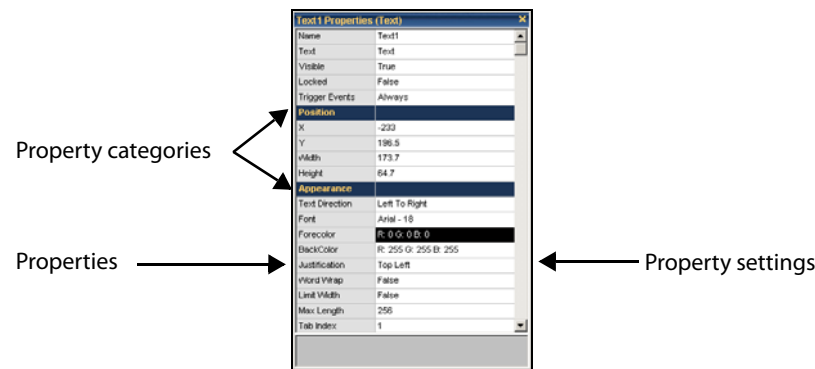 Text1 Properties (Text)
Name Text1
Text Text
Visible True
Locked False
Trigger Events Always
Position
X -233
Y 196.5
Width 173.7
Height 64.7
Appearance
Text Direction Left To Right
Font Arial - 18
Forecolor R: 0 G: 0 B: 0
BackColor R: 255 G: 255 B: 255
Justification Top Left
Word Wrap False
Limit Width False
Max Length 256
Tab Index 1
Property categories
Properties
Property settings